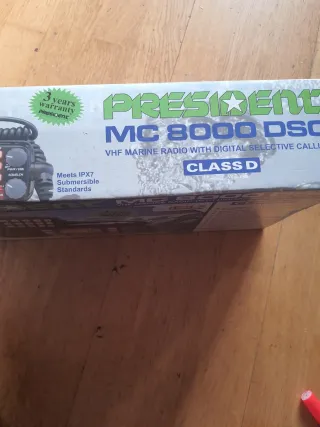 3 years
warranty
PRESIDENT
PRESIDENT
MC 8000 DSC
VHF MARINE RADIO WITH DIGITAL SELECTIVE CALLI
CLASS D
Meets IPX7
Submersible
Standards